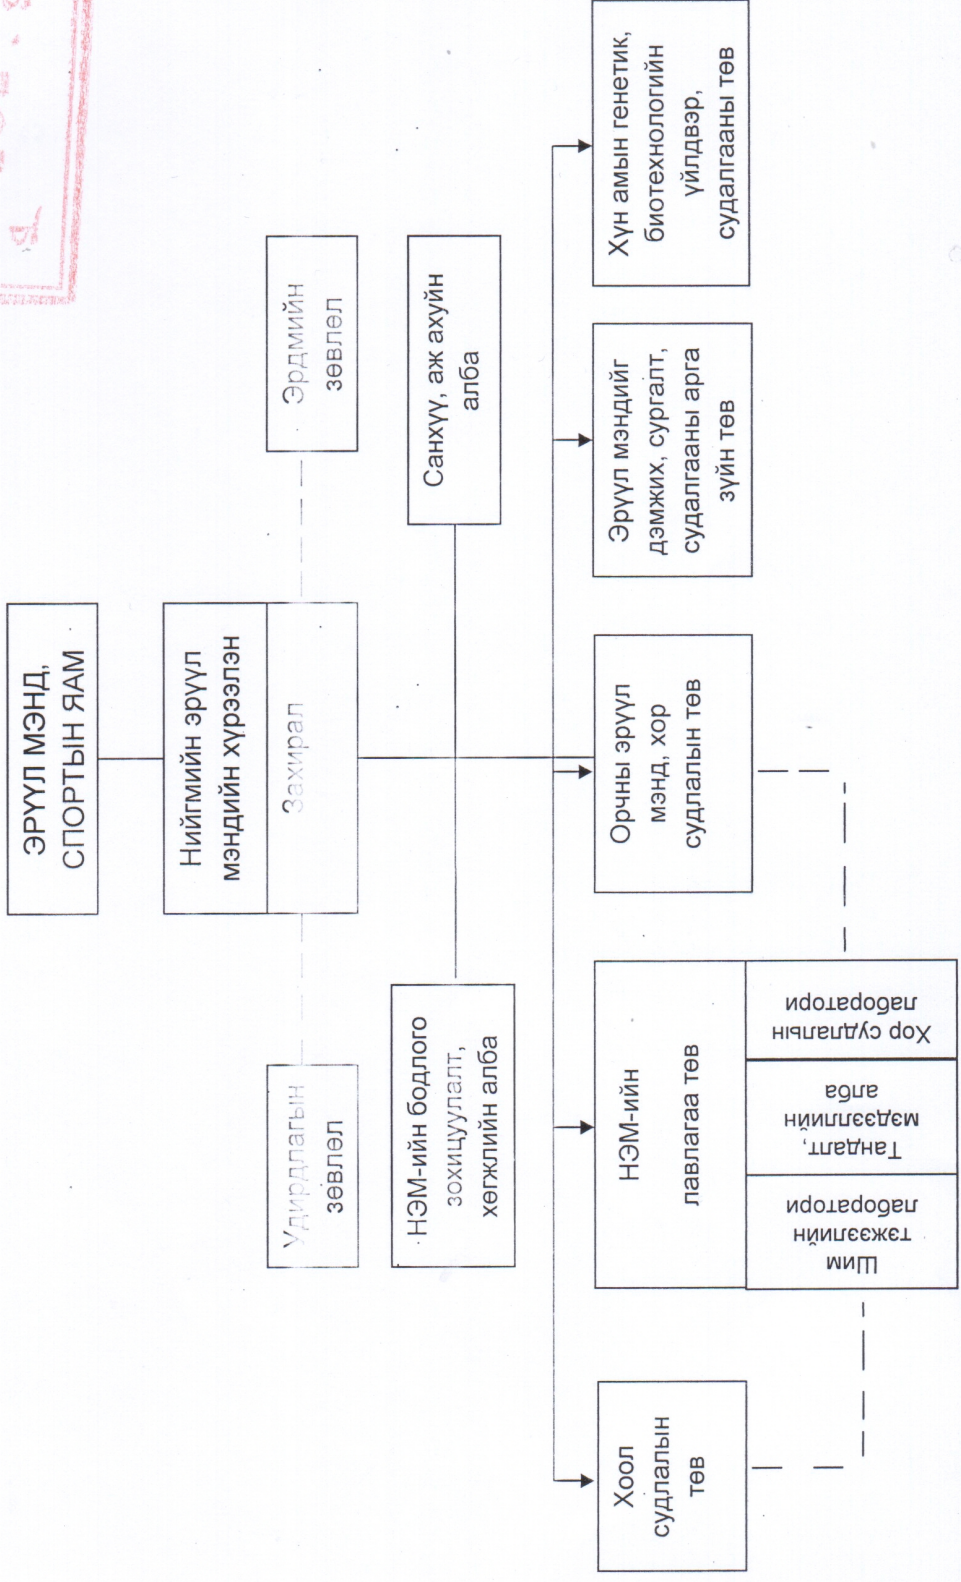 ЭРҮҮЛ МЭНД,
СПОРТЫН ЯАМ
Нийгмийн эрүүл
мэндийн хүрээлэн
Захирал
Удирдлагын
зөвлөл
Эрдмийн
зөвлөл
НЭМ-ийн бодлого
зохицуулалт,
хөгжлийн алба
Санхүү, аж ахуйн
алба
Хоол
судлалын
төв
НЭМ-ийн
лавлагаа төв
Шим
тэжээлийн
лаборатори
Тандалт,
мэдээллийн
алба
Хор судлалын
лаборатори
Орчны эрүүл
мэнд, хор
судлалын төв
Эрүүл мэндийг
дэмжих, сургалт,
судалгааны арга
зүйн төв
Хүн амын генетик,
биотехнологийн
үйлдвэр,
судалгааны төв